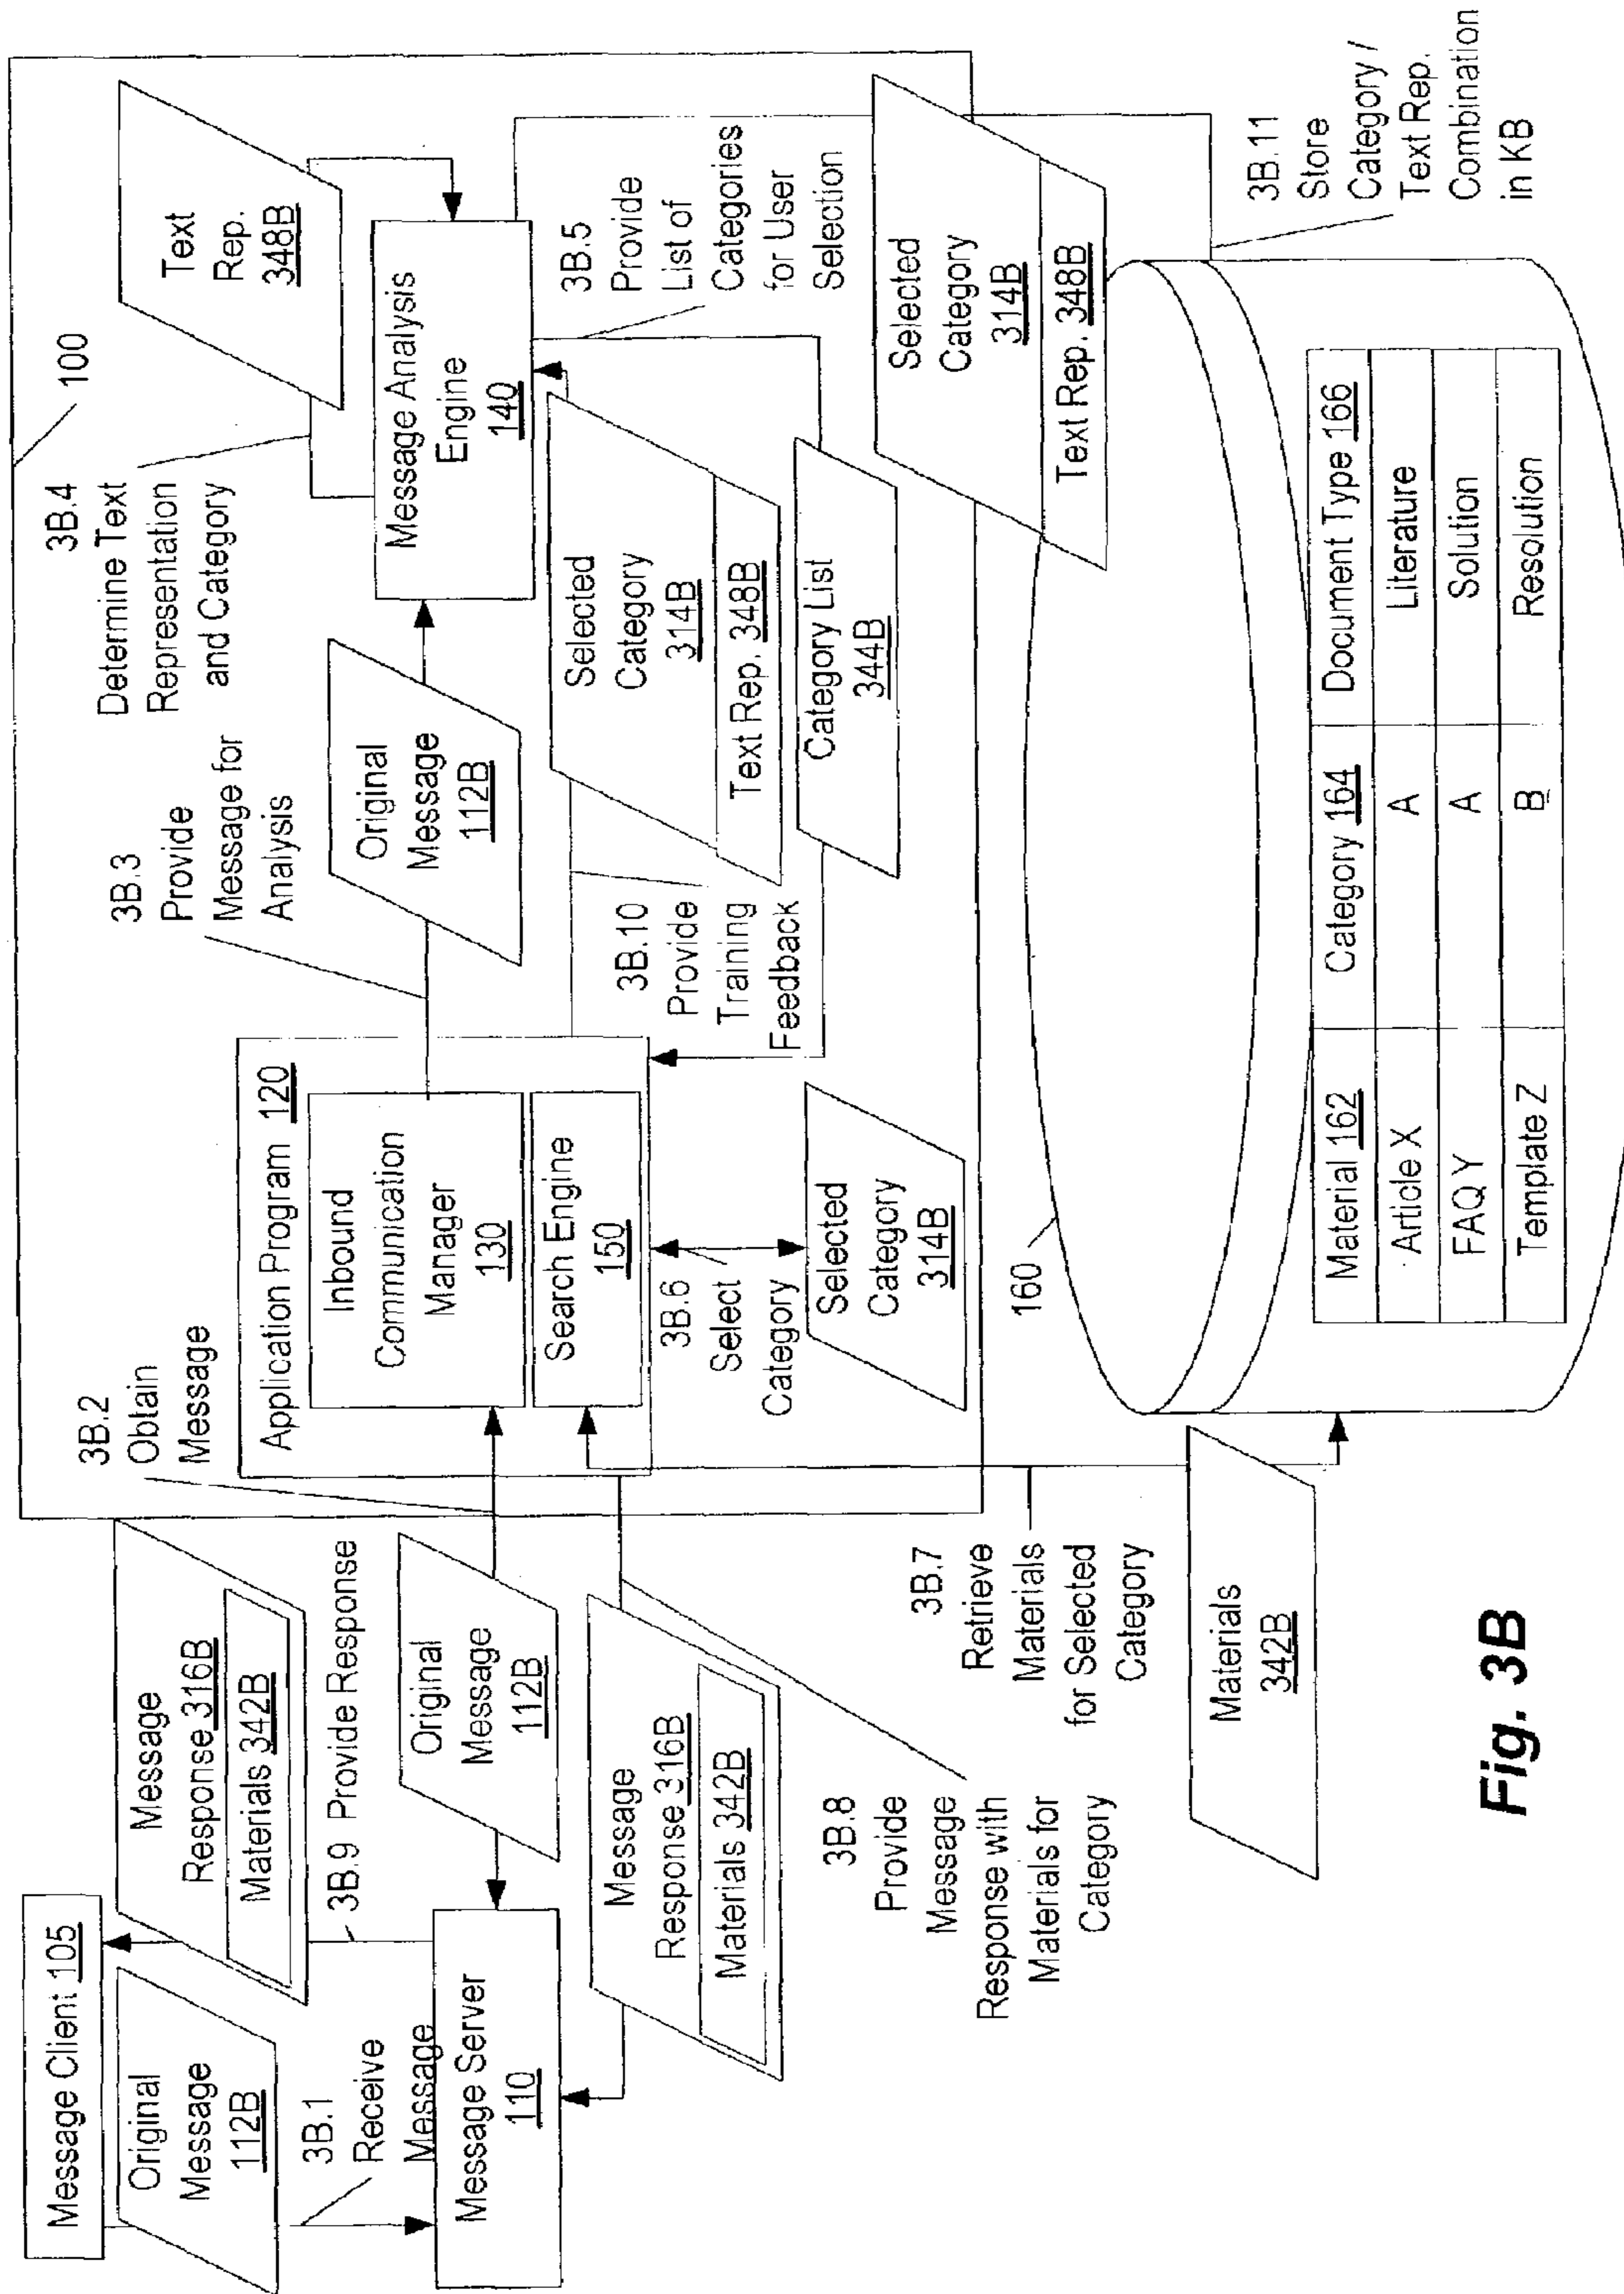 Message Client 105
Original
Message
112B
3B.1
Receive
Message
Message Server
110
Message
Response 316B
Materials 342B
3B.9 Provide Response
Original
Message
112B
Message
Response 316B
Materials 342B
3B.8
Provide
Message
Response with
Materials for
Category
3B.2
Obtain
Message
Application Program 120
Inbound
Communication
Manager
130
Search Engine
150
3B.6
Select
Category
Selected
Category
314B
3B.7
Retrieve
Materials
for Selected
Category
Materials
342B
3B.3
Provide
Message for
Analysis
Original
Message
112B
3B.10
Provide
Training
Feedback
Selected
Category
314B
Text Rep. 348B
Category List
344B
3B.4
Determine Text
Representation
and Category
100
Text
Rep.
348B
Message Analysis
Engine
140
3B.5
Provide
List of
Categories
for User
Selection
Selected
Category
314B
Text Rep. 348B
3B.11
Store
Category /
Text Rep.
Combination
in KB
160
Material 162 Category 164 Document Type 166
Article X A Literature
FAQ Y A Solution
Template Z B Resolution
Fig. 3B